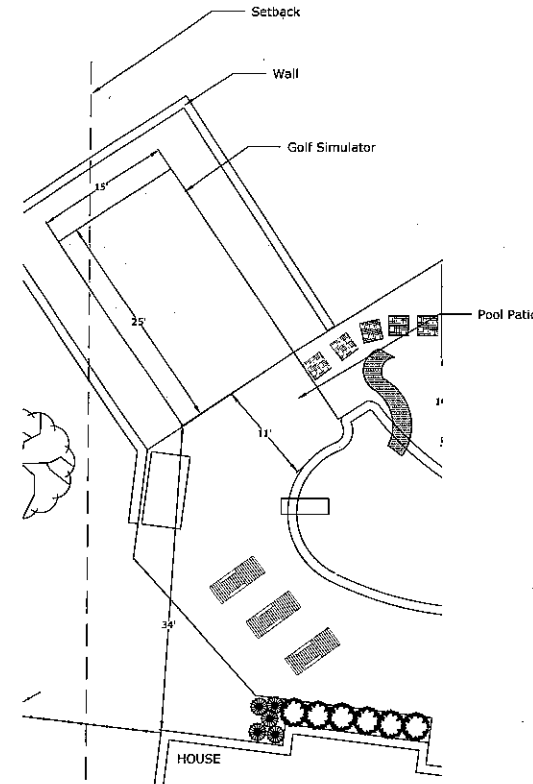 Setback
Wall
Golf Simulator
15'
25'
Pool Patio
11'
34'
HOUSE